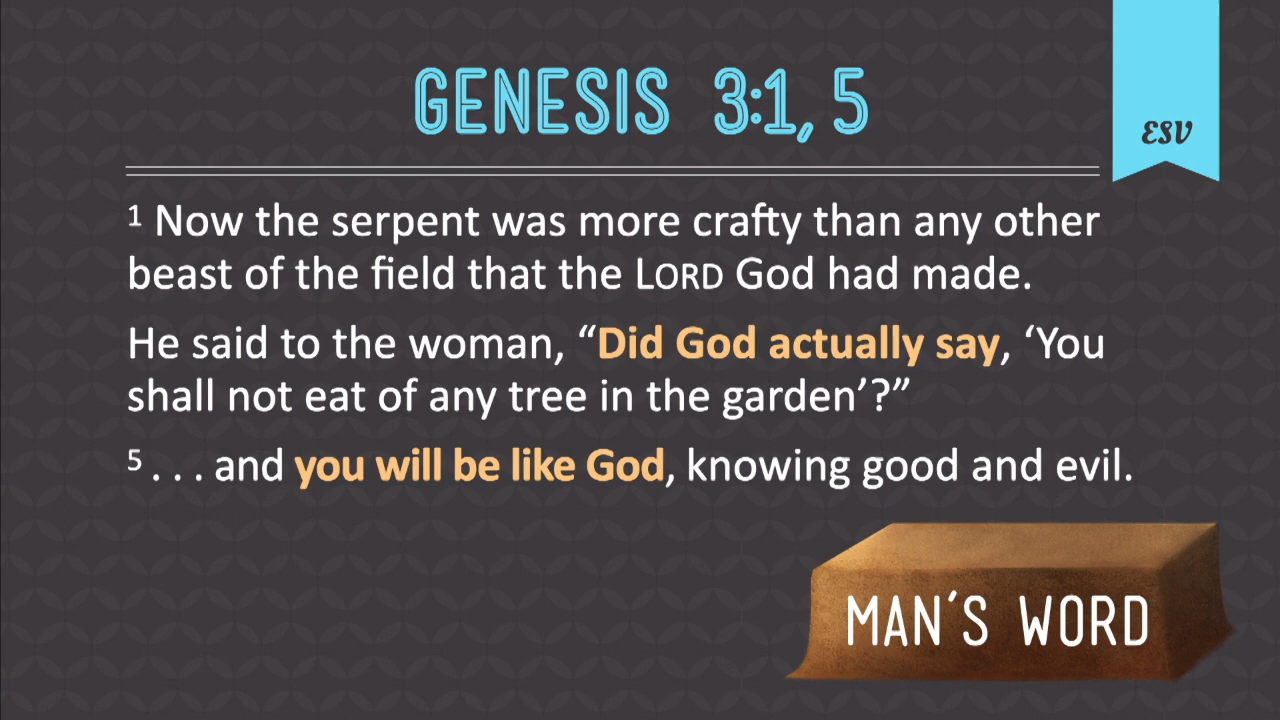 GENESIS 3:1, 5
ESV
1 Now the serpent was more crafty than any other
beast of the field that the LORD God had made.
He said to the woman, “Did God actually say, ‘You
shall not eat of any tree in the garden’?”
5 . . . and you will be like God, knowing good and evil.
MAN'S WORD